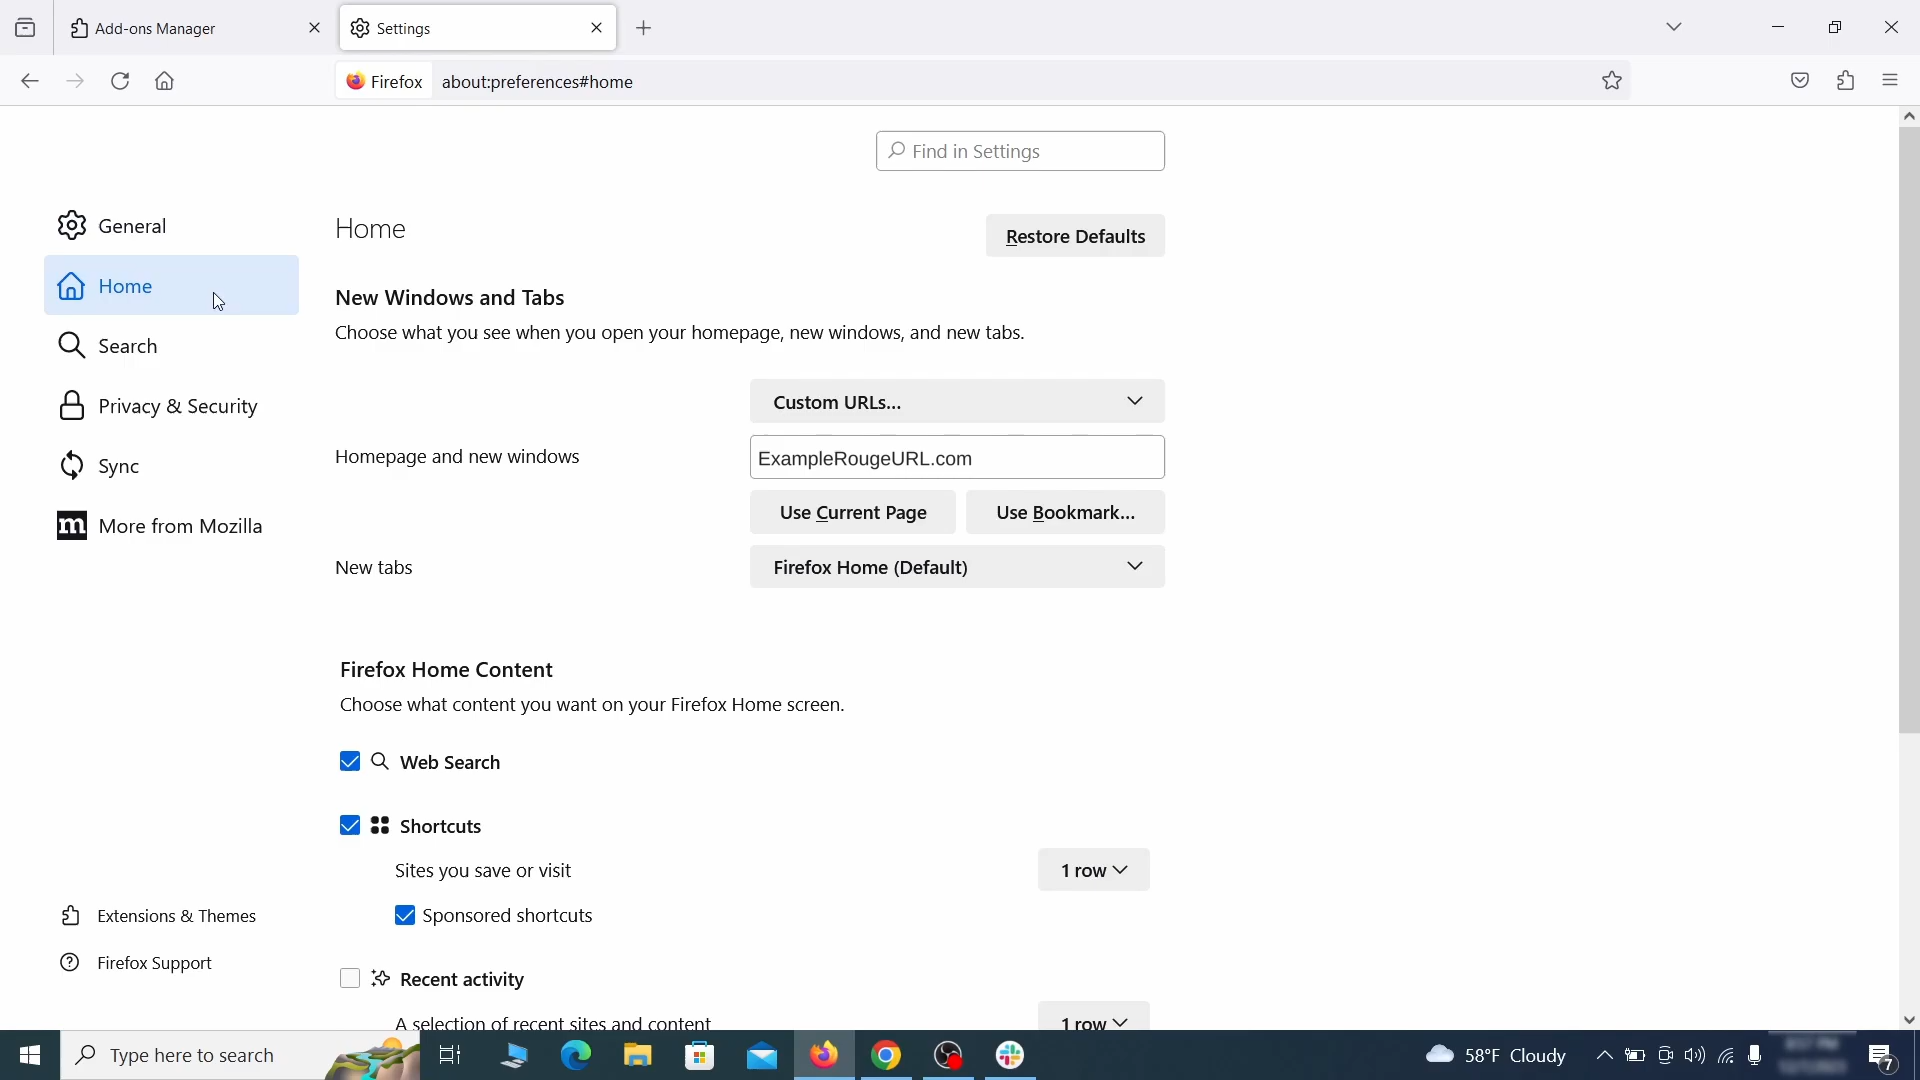 Add-ons Manager
Settings
Firefox
about:preferences#home
Find in Settings
General
Home
Search
Privacy & Security
Sync
More from Mozilla
Extensions & Themes
Firefox Support
Home
Restore Defaults
New Windows and Tabs
Choose what you see when you open your homepage, new windows, and new tabs.
Custom URLs...
Homepage and new windows
ExampleRougeURL.com
Use Current Page
Use Bookmark...
New tabs
Firefox Home (Default)
Firefox Home Content
Choose what content you want on your Firefox Home screen.
Web Search
Shortcuts
Sites you save or visit
1 row
Sponsored shortcuts
Recent activity
A selection of recent sites and content
1 row
Type here to search
58°F Cloudy
7